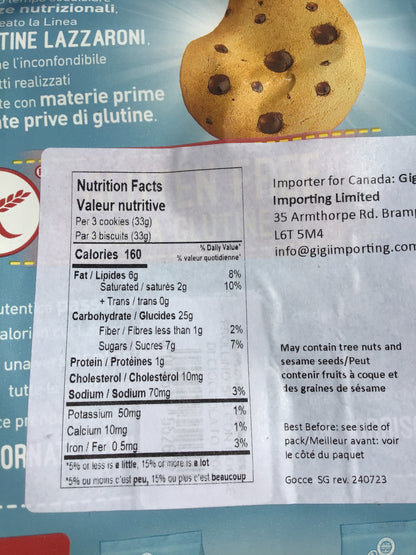 ze nutrizionali,
eato la Linea
TINE LAZZARONI,
e l'inconfondibile
tti realizzati
te con materie prime
te prive di glutine.
Nutrition Facts
Valeur nutritive
Per 3 cookies (33g)
Par 3 biscuits (33g)
Calories 160
% Daily Value*
% valeur quotidienne*
Fat / Lipides 6g 8%
Saturated / saturés 2g 10%
+ Trans / trans 0g
Carbohydrate / Glucides 25g
Fiber / Fibres less than 1g 2%
Sugars / Sucres 7g 7%
Protein / Protéines 1g
Cholesterol / Cholestérol 10mg
Sodium / Sodium 70mg 3%
Potassium 50mg 1%
Calcium 10mg 1%
Iron / Fer 0.5mg 3%
*5% or less is a little, 15% or more is a lot
*5% ou moins c'est peu, 15% ou plus c'est beaucoup
Importer for Canada: Gig
Importing Limited
35 Armthorpe Rd. Bram
L6T 5M4
info@gigiimporting.com
May contain tree nuts and
sesame seeds/Peut
contenir fruits à coque et
des graines de sésame
Best Before: see side of
pack/Meilleur avant: voir
le côté du paquet
Gocce SG rev. 240723